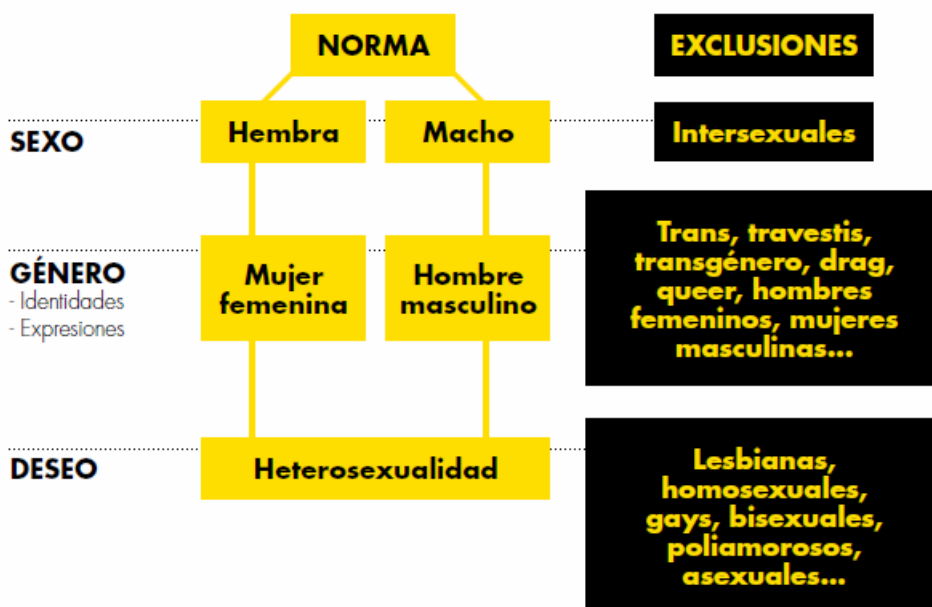 NORMA
EXCLUSIONES
SEXO
Hembra
Macho
Intersexuales
GÉNERO
- Identidades
- Expresiones
Mujer
femenina
Hombre
masculino
Trans, travestis,
transgénero, drag,
queer, hombres
femeninos, mujeres
masculinas...
DESEO
Heterosexualidad
Lesbianas,
homosexuales,
gays, bisexuales,
poliamorosos,
asexuales...